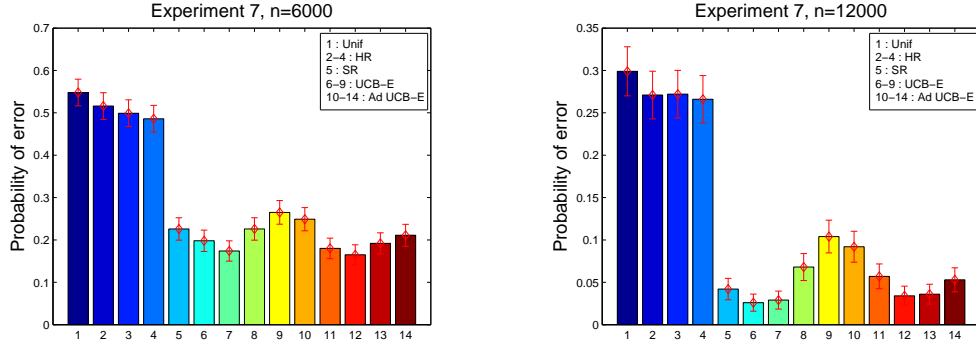 Experiment 7, n=6000
Probability of error
0.7
0.6
0.5
0.4
0.3
0.2
0.1
0
1 : Unif
2−4 : HR
5 : SR
6−9 : UCB−E
10−14 : Ad UCB−E
1 2 3 4 5 6 7 8 9 10 11 12 13 14
Experiment 7, n=12000
Probability of error
0.35
0.3
0.25
0.2
0.15
0.1
0.05
0
1 : Unif
2−4 : HR
5 : SR
6−9 : UCB−E
10−14 : Ad UCB−E
1 2 3 4 5 6 7 8 9 10 11 12 13 14